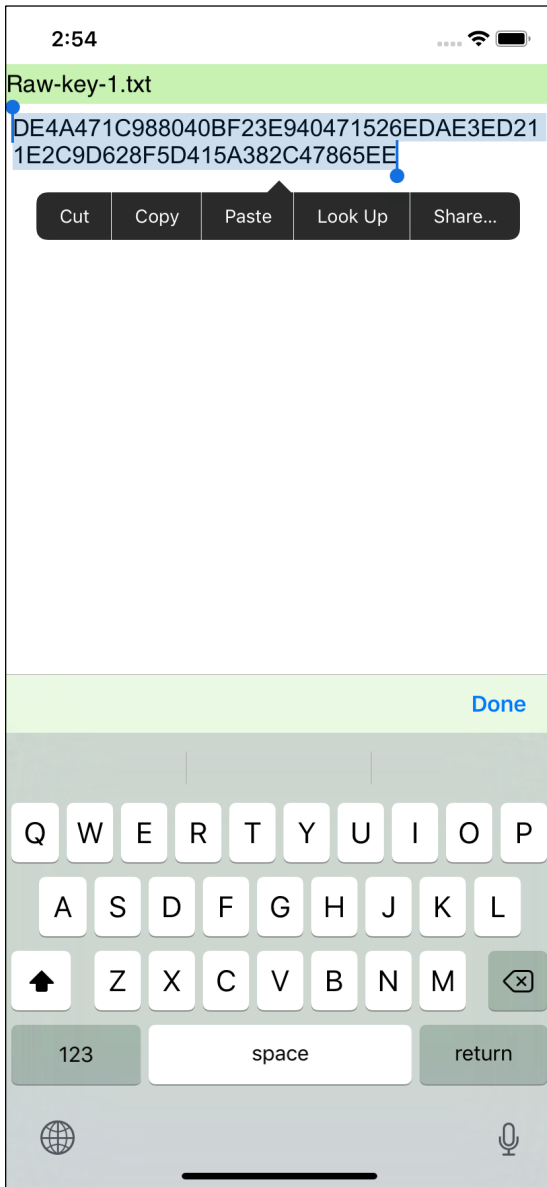 2:54
Raw-key-1.txt
DE4A471C988040BF23E940471526EDAE3ED21
1E2C9D628F5D415A382C47865EE
Cut Copy Paste Look Up Share...
Done
Q W E R T Y U I O P
A S D F G H J K L
Z X C V B N M
123 space return